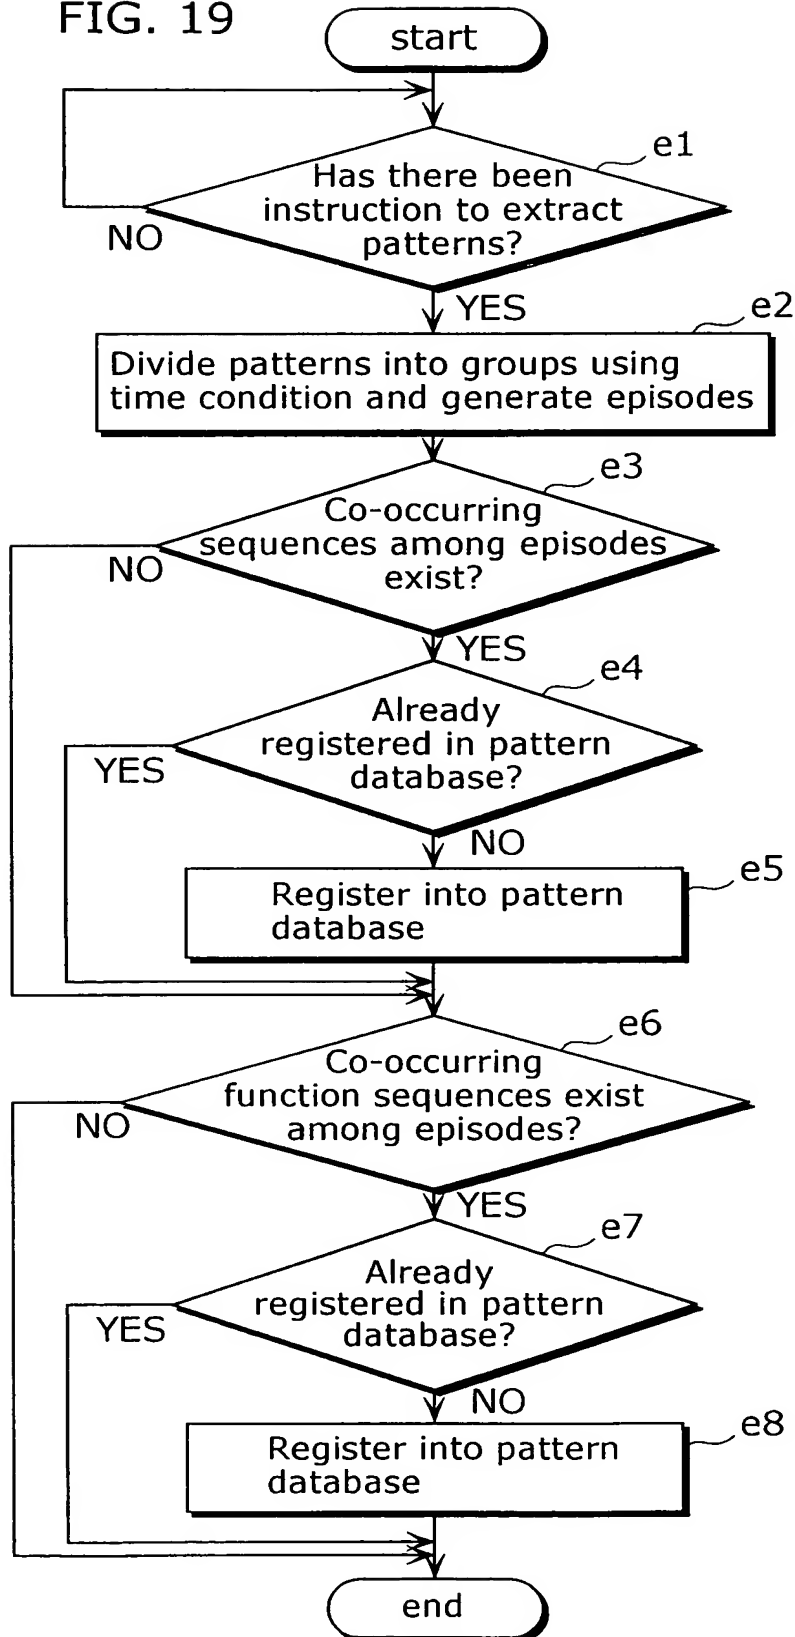 FIG. 19
start
e1
Has there been
instruction to extract
patterns?
NO
YES
e2
Divide patterns into groups using
time condition and generate episodes
e3
Co-occurring
sequences among episodes
exist?
NO
YES
e4
Already
registered in pattern
database?
YES
NO
e5
Register into pattern
database
e6
Co-occurring
function sequences exist
among episodes?
NO
YES
e7
Already
registered in pattern
database?
YES
NO
e8
Register into pattern
database
end